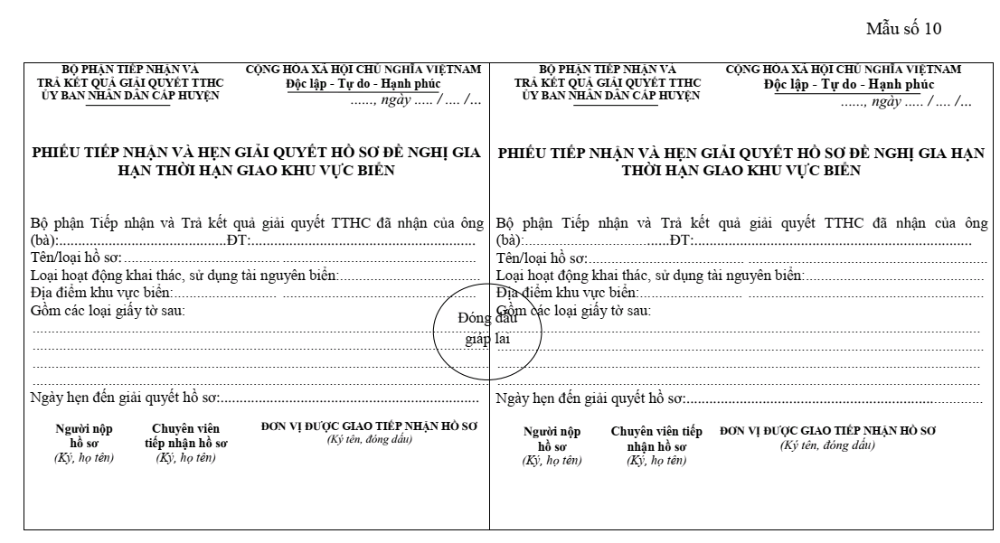 Mẫu số 10
BỘ PHẬN TIẾP NHẬN VÀ
TRẢ KẾT QUẢ GIẢI QUYẾT TTHC
ỦY BAN NHÂN DÂN CẤP HUYỆN
CỘNG HÒA XÃ HỘI CHỦ NGHĨA VIỆTNAM
Độc lập - Tự do - Hạnh phúc
......, ngày ..... / .... /...
PHIẾU TIẾP NHẬN VÀ HẸN GIẢI QUYẾT HỒ SƠ ĐỀ NGHỊ GIA
HẠN THỜI HẠN GIAO KHU VỰC BIỂN
Bộ phận Tiếp nhận và Trả kết quả giải quyết TTHC đã nhận của ông
(bà):..............................................ĐT:..............................................................
Tên/loại hồ sơ:........................................... .....................................................
Loại hoạt động khai thác, sử dụng tài nguyên biển:.......................................
Địa điểm khu vực biển:............................. .....................................................
Gồm các loại giấy tờ sau:
.............................................................................................................................
.............................................................................................................................
.............................................................................................................................
.............................................................................................................................
Ngày hẹn đến giải quyết hồ sơ:........................................................................
Người nộp
hồ sơ
(Ký, họ tên)
Chuyên viên
tiếp nhận hồ sơ
(Ký, họ tên)
ĐƠN VỊ ĐƯỢC GIAO TIẾP NHẬN HỒ SƠ
(Ký tên, đóng dấu)
Đóng dấu
giáp lai
BỘ PHẬN TIẾP NHẬN VÀ
TRẢ KẾT QUẢ GIẢI QUYẾT TTHC
ỦY BAN NHÂN DÂN CẤP HUYỆN
CỘNG HÒA XÃ HỘI CHỦ NGHĨA VIỆTNAM
Độc lập - Tự do - Hạnh phúc
......, ngày ..... / .... /...
PHIẾU TIẾP NHẬN VÀ HẸN GIẢI QUYẾT HỒ SƠ ĐỀ NGHỊ GIA HẠN
THỜI HẠN GIAO KHU VỰC BIỂN
Bộ phận Tiếp nhận và Trả kết quả giải quyết TTHC đã nhận của ông
(bà):........................................ĐT:.............................................................................
Tên/loại hồ sơ:........................................... ..................................................................
Loại hoạt động khai thác, sử dụng tài nguyên biển:..................................................
Địa điểm khu vực biển:............................ ..................................................................
Gồm các loại giấy tờ sau:
.....................................................................................................................................
.....................................................................................................................................
.....................................................................................................................................
.....................................................................................................................................
Ngày hẹn đến giải quyết hồ sơ:..................................................................................
Người nộp
hồ sơ
(Ký, họ tên)
Chuyên viên tiếp
nhận hồ sơ
(Ký, họ tên)
ĐƠN VỊ ĐƯỢC GIAO TIẾP NHẬN HỒ SƠ
(Ký tên, đóng dấu)